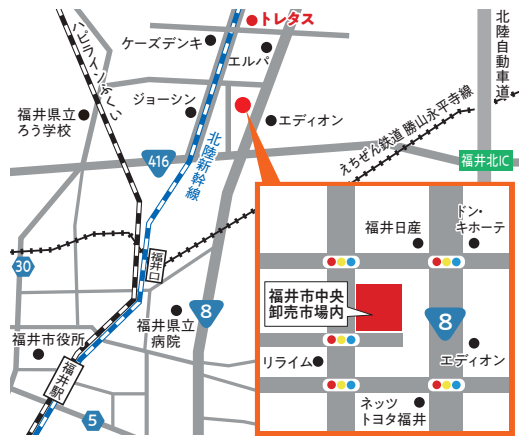 トレタス
ケーズデンキ
エルパ
北陸自動車道
ハピラインふくい
ジョーシン
エディオン
福井県立
ろう学校
北陸新幹線
えちぜん鉄道 勝山永平寺線
416
福井北IC
福井口
30
8
福井県立
病院
福井市役所
福井駅
5
ドン・
キホーテ
福井日産
福井市中央
卸売市場内
8
リライム
エディオン
ネッツ
トヨタ福井